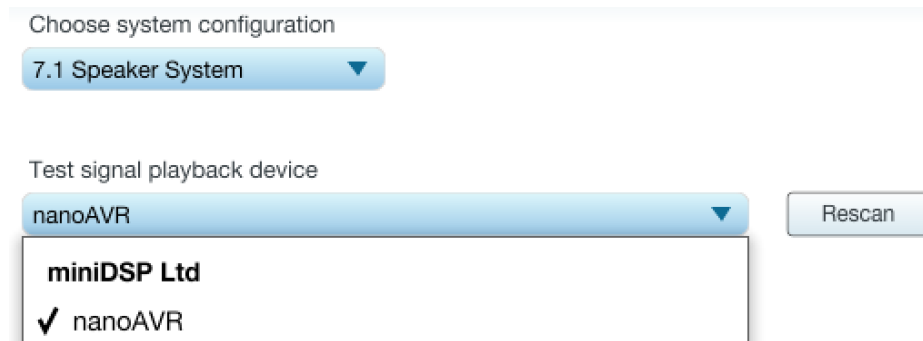 Choose system configuration
7.1 Speaker System
Test signal playback device
nanoAVR
Rescan
miniDSP Ltd
✓ nanoAVR